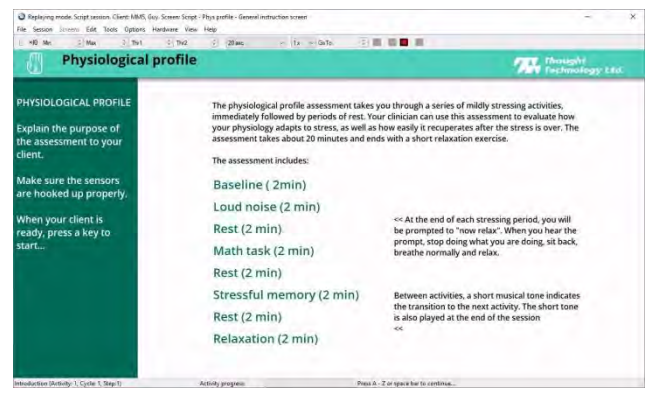 Replaying mode. Script session. Client: MMS, Guy. Screen: Script - Phys profile - General instruction screen
File Session Screens Edit Tools Options Hardware View Help
Min Max Thr1 Thr2 20 sec 1 x GoTo
Physiological profile
Thought
Technology Ltd.
PHYSIOLOGICAL PROFILE
Explain the purpose of
the assessment to your
client.
Make sure the sensors
are hooked up properly.
When your client is
ready, press a key to
start...
The physiological profile assessment takes you through a series of mildly stressing activities,
immediately followed by periods of rest. Your clinician can use this assessment to evaluate how
your physiology adapts to stress, as well as how easily it recuperates after the stress is over. The
assessment takes about 20 minutes and ends with a short relaxation exercise.
The assessment includes:
Baseline ( 2min)
Loud noise (2 min)
Rest (2 min)
Math task (2 min)
Rest (2 min)
Stressful memory (2 min)
Rest (2 min)
Relaxation (2 min)
<< At the end of each stressing period, you will
be prompted to "now relax". When you hear the
prompt, stop doing what you are doing, sit back,
breathe normally and relax.
Between activities, a short musical tone indicates
the transition to the next activity. The short tone
is also played at the end of the session
<<
Introduction (Activity: 1, Cycle: 1, Step:1) Activity progress: Press A - Z or space bar to continue...